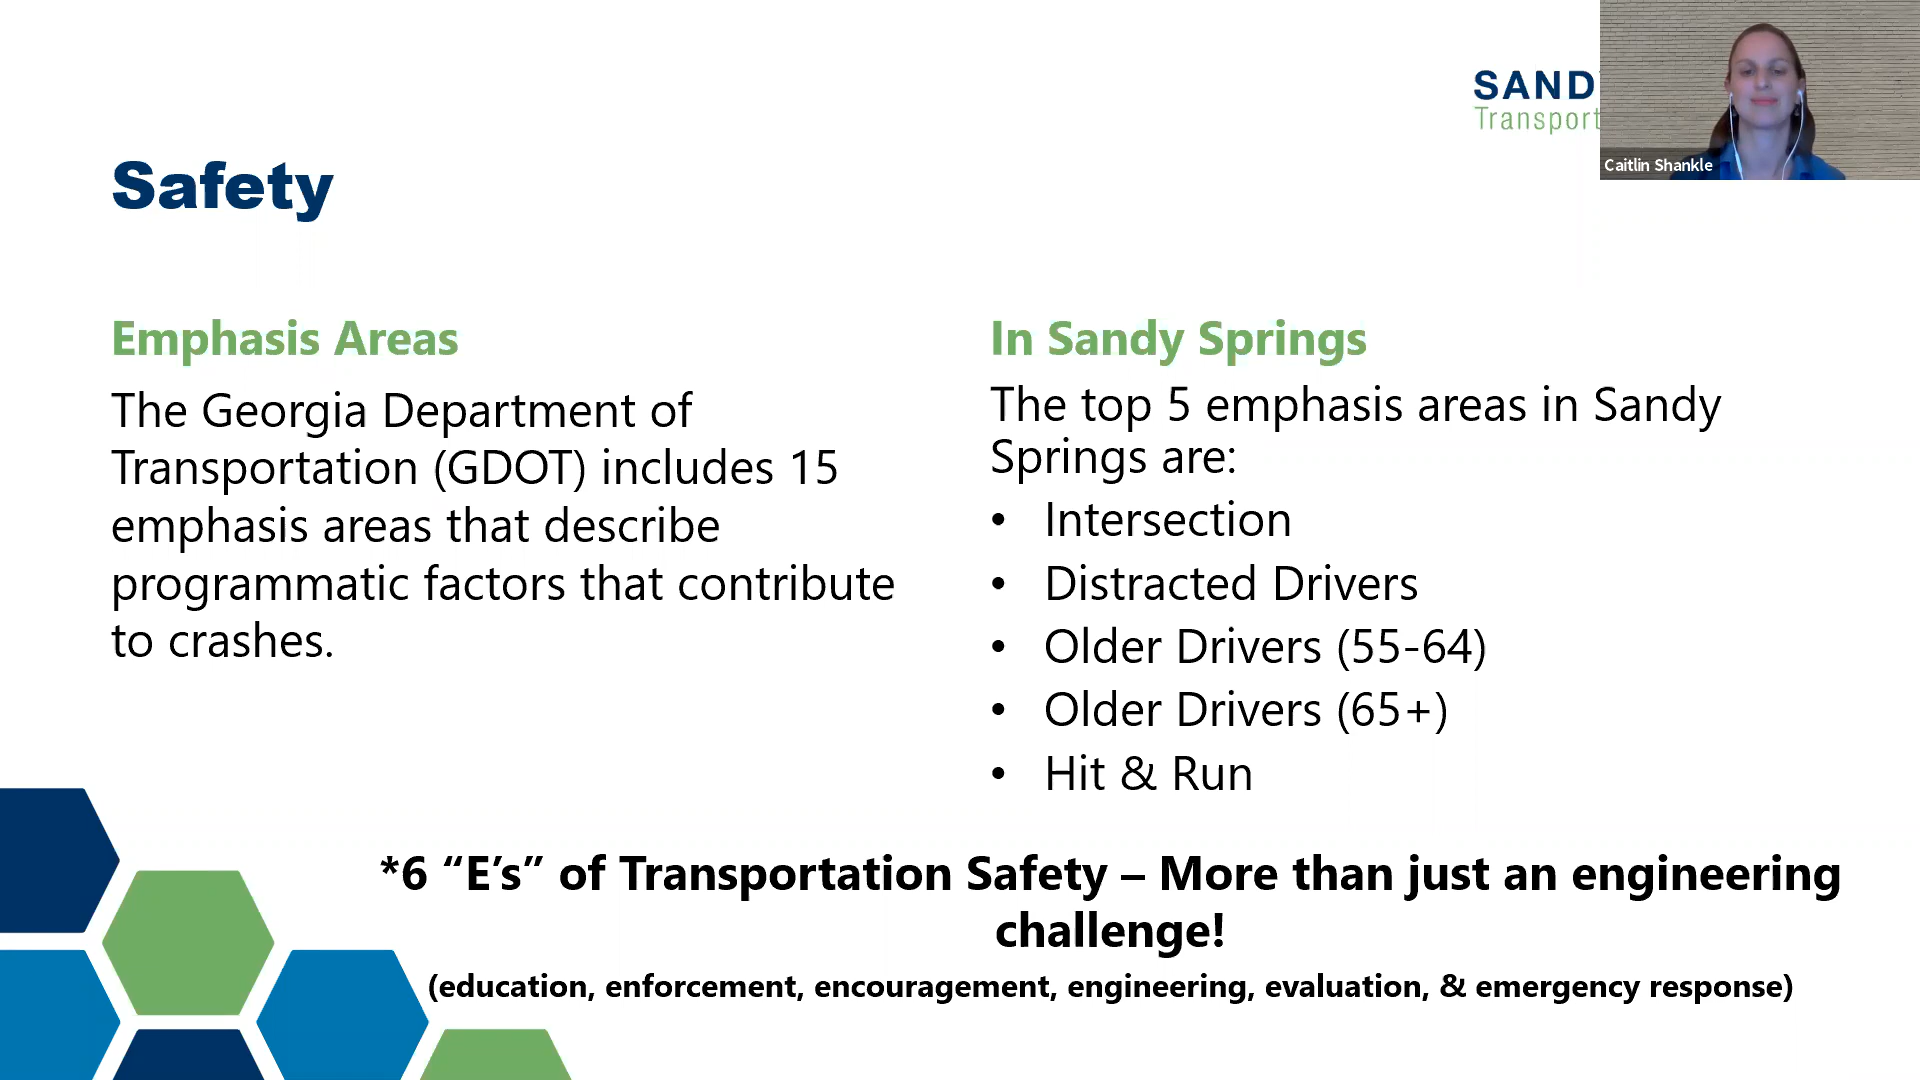 SANDY
Transport
Caitlin Shankle
Safety
Emphasis Areas
The Georgia Department of
Transportation (GDOT) includes 15
emphasis areas that describe
programmatic factors that contribute
to crashes.
In Sandy Springs
The top 5 emphasis areas in Sandy
Springs are:
• Intersection
• Distracted Drivers
• Older Drivers (55-64)
• Older Drivers (65+)
• Hit & Run
*6 “E’s” of Transportation Safety – More than just an engineering
challenge!
(education, enforcement, encouragement, engineering, evaluation, & emergency response)